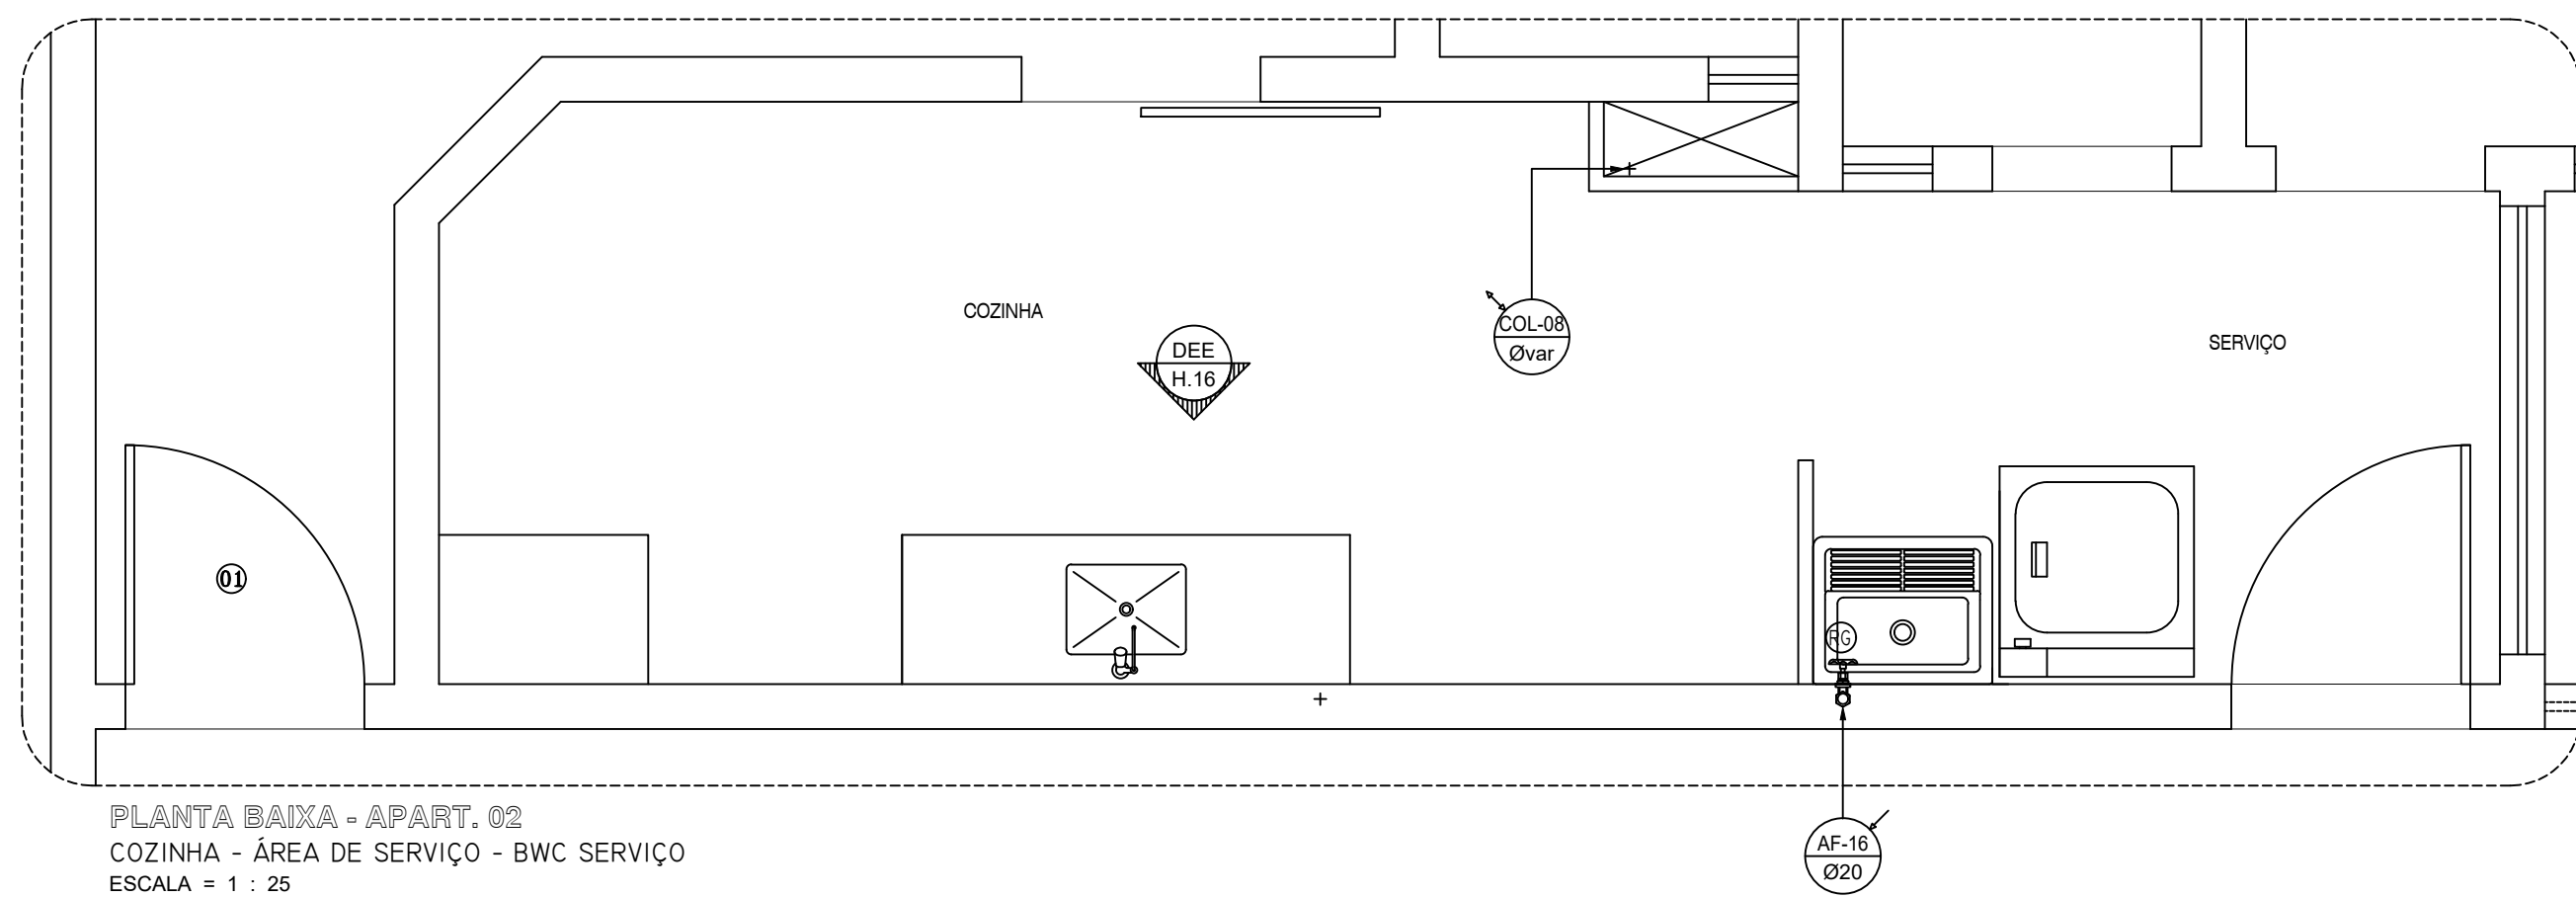 COZINHA
COL-08
Øvar
SERVIÇO
DEE
H.16
01
RG
PLANTA BAIXA - APART. 02
COZINHA - ÁREA DE SERVIÇO - BWC SERVIÇO
ESCALA = 1 : 25
AF-16
Ø20